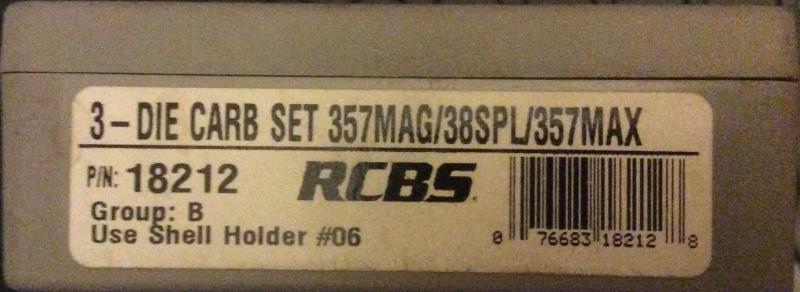 3-DIE CARB SET 357MAG/38SPL/357MAX
P/N: 18212
RCBS
Group: B
Use Shell Holder #06
0 76683 18212 8